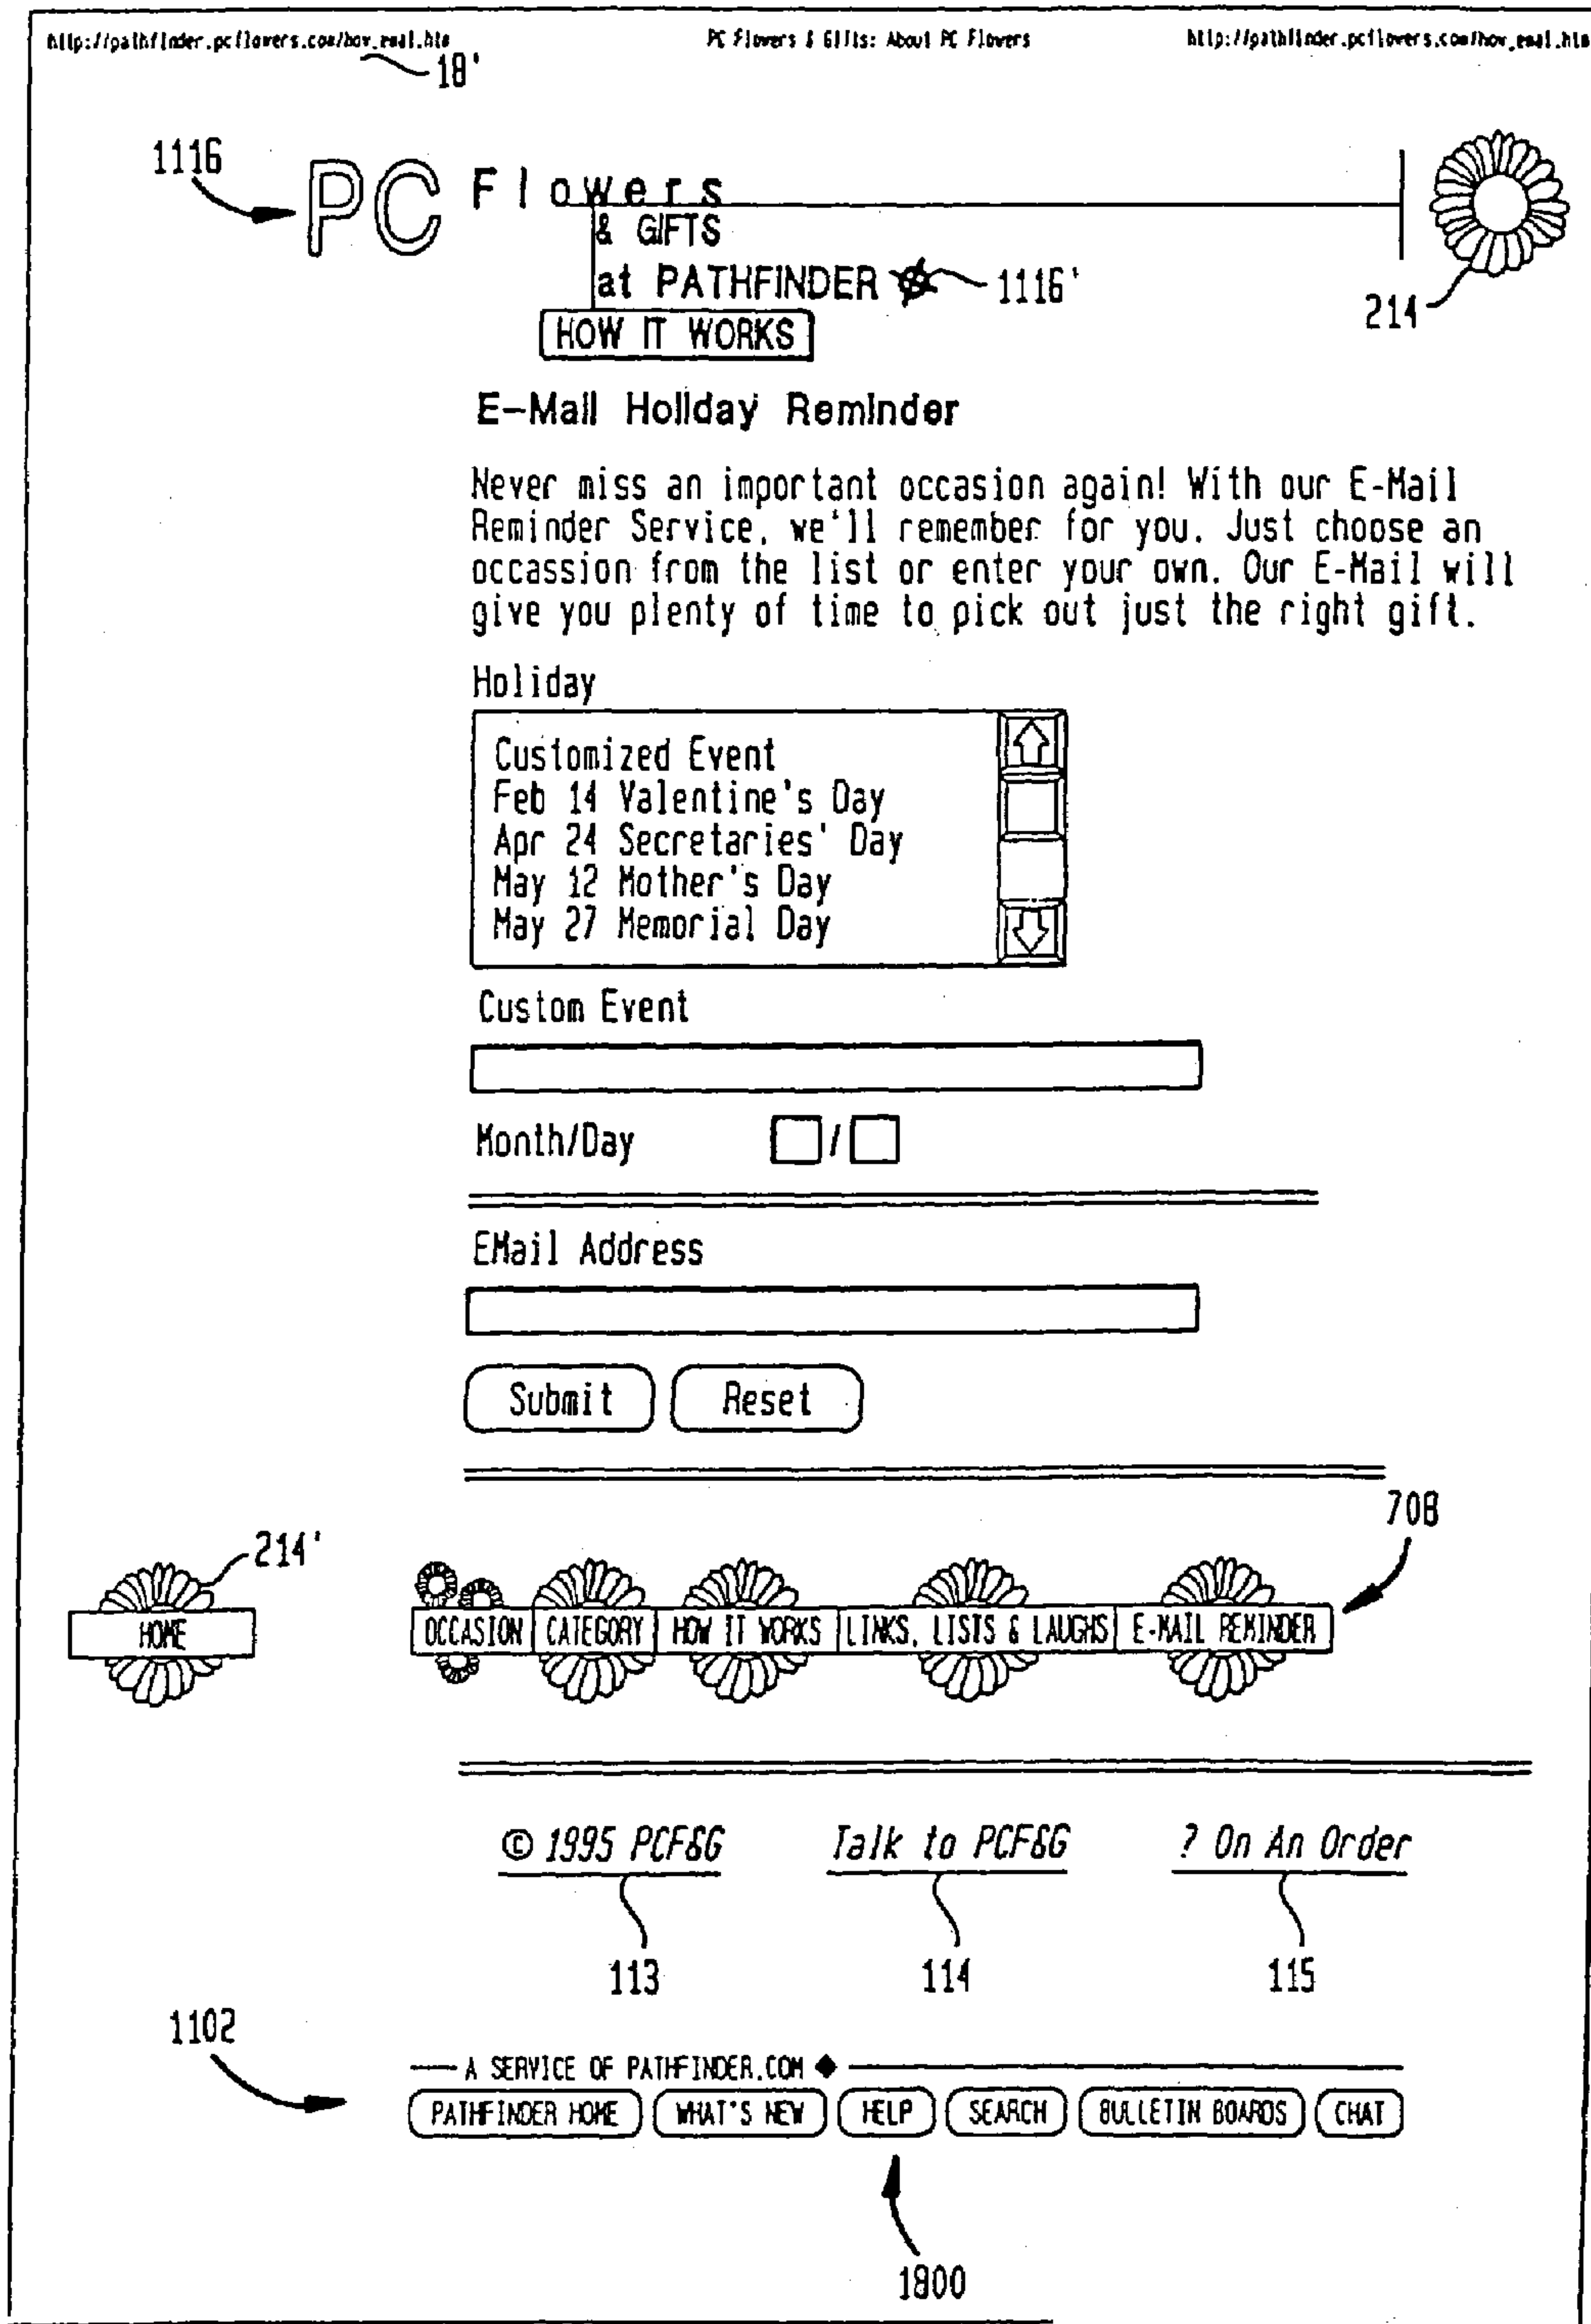 http://pathfinder.pcflowers.com/how_emal.htm PC Flowers & Gifts: About PC Flowers http://pathfinder.pcflowers.com/how_emal.htm
18'
1116
PC Flowers
& GIFTS
at PATHFINDER 1116'
214
HOW IT WORKS
E-Mail Holiday Reminder
Never miss an important occasion again! With our E-Mail
Reminder Service, we'll remember for you. Just choose an
occassion from the list or enter your own. Our E-Mail will
give you plenty of time to pick out just the right gift.
Holiday
Customized Event
Feb 14 Valentine's Day
Apr 24 Secretaries' Day
May 12 Mother's Day
May 27 Memorial Day
Custom Event
Month/Day /
EMail Address
Submit Reset
708
214'
HOME OCCASION CATEGORY HOW IT WORKS LINKS, LISTS & LAUGHS E-MAIL REMINDER
© 1995 PCF&G Talk to PCF&G ? On An Order
113 114 115
1102
A SERVICE OF PATHFINDER.COM
PATHFINDER HOME WHAT'S NEW HELP SEARCH BULLETIN BOARDS CHAT
1800